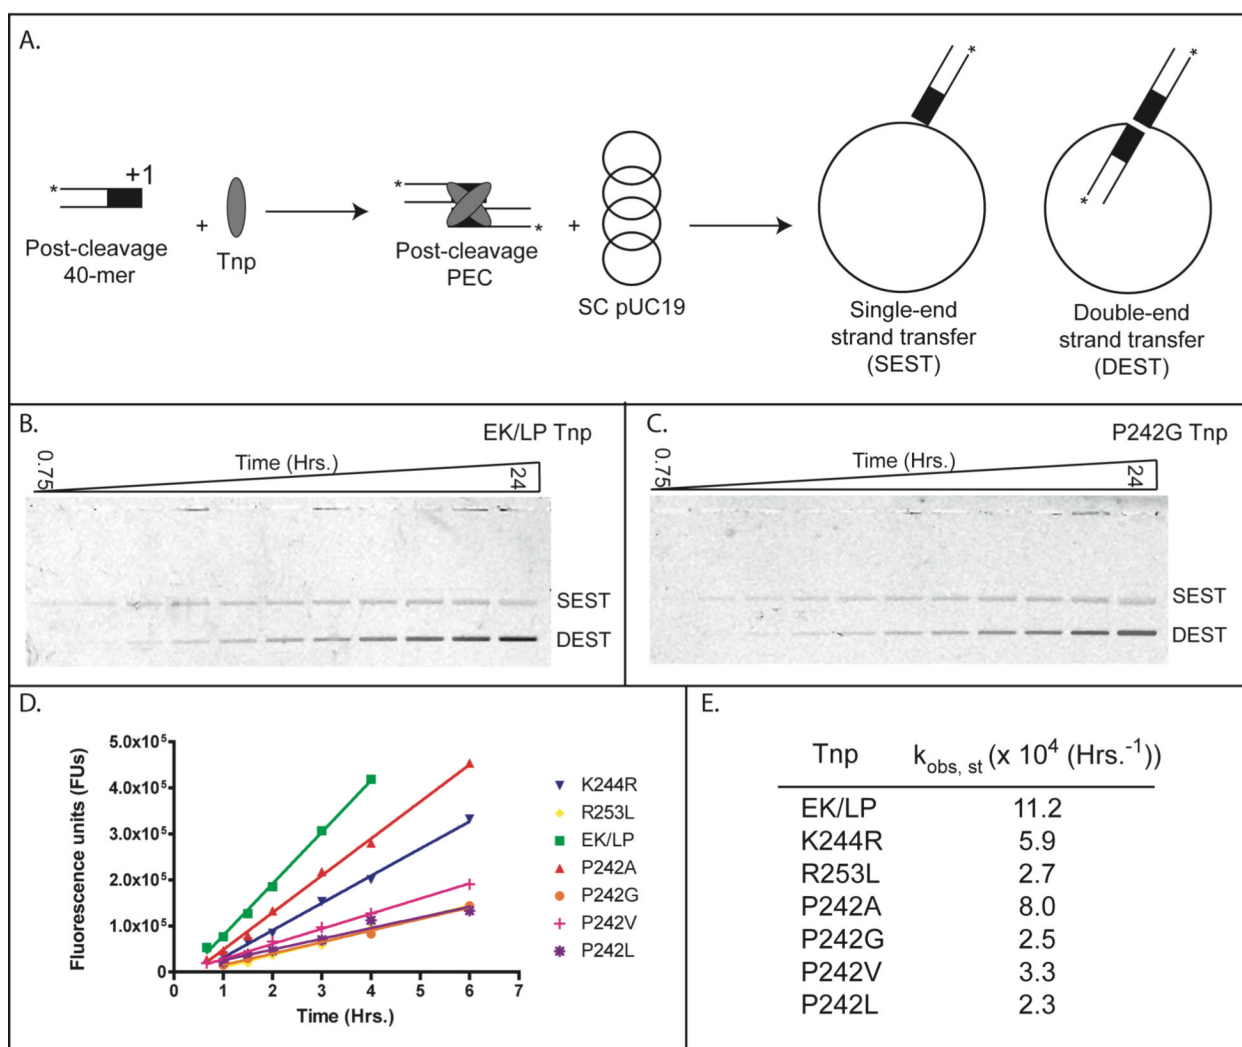 A.
+1
*
*
*
*
*
+
+
Post-cleavage
40-mer
Tnp
Post-cleavage
PEC
SC pUC19
Single-end
strand transfer
(SEST)
Double-end
strand transfer
(DEST)
B.
EK/LP Tnp
0.75
Time (Hrs.)
24
SEST
DEST
C.
P242G Tnp
0.75
Time (Hrs.)
24
SEST
DEST
D.
Fluorescence units (FUs)
5.0x10⁵
4.0x10⁵
3.0x10⁵
2.0x10⁵
1.0x10⁵
0
0 1 2 3 4 5 6 7
Time (Hrs.)
K244R
R253L
EK/LP
P242A
P242G
P242V
P242L
E.
Tnp kobs, st (x 10⁴ (Hrs.⁻¹))
EK/LP 11.2
K244R 5.9
R253L 2.7
P242A 8.0
P242G 2.5
P242V 3.3
P242L 2.3